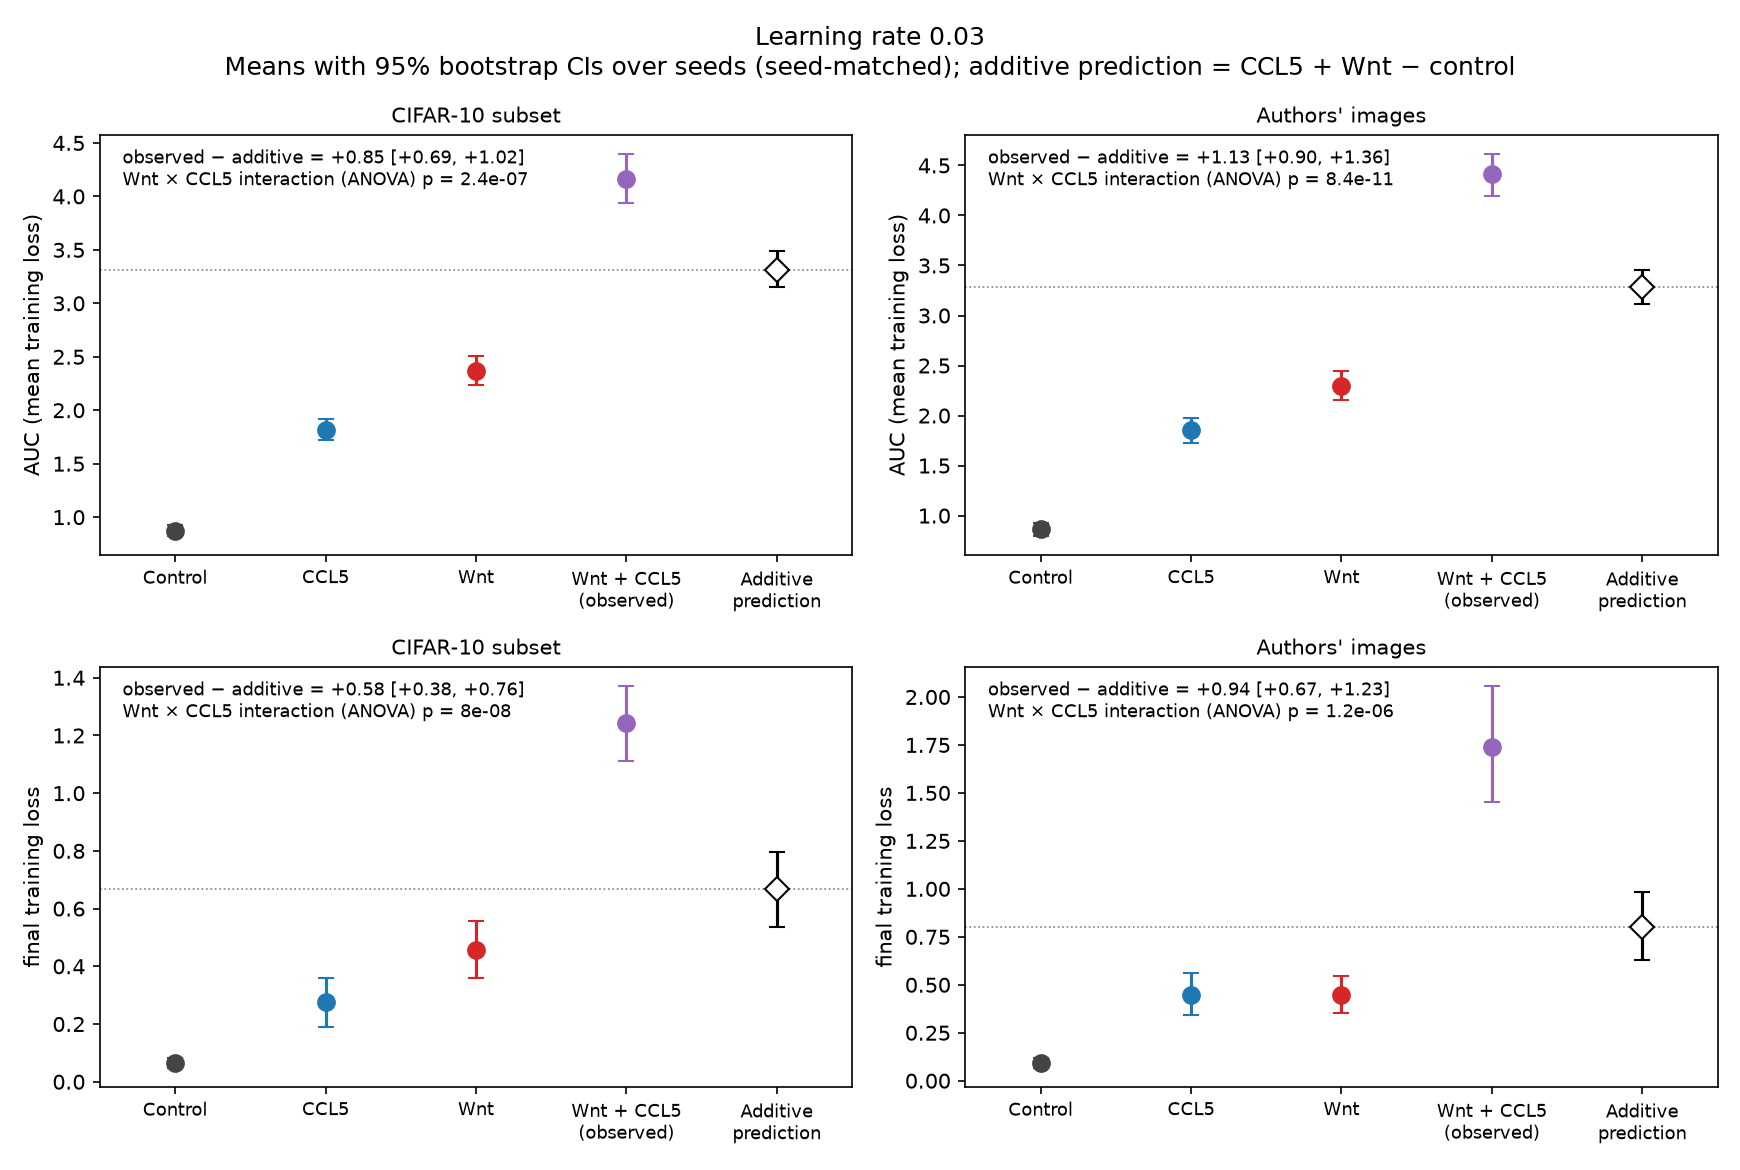 Learning rate 0.03
Means with 95% bootstrap CIs over seeds (seed-matched); additive prediction = CCL5 + Wnt − control
CIFAR-10 subset
observed − additive = +0.85 [+0.69, +1.02]
Wnt × CCL5 interaction (ANOVA) p = 2.4e-07
AUC (mean training loss)
4.5
4.0
3.5
3.0
2.5
2.0
1.5
1.0
Control
CCL5
Wnt
Wnt + CCL5
(observed)
Additive
prediction
Authors' images
observed − additive = +1.13 [+0.90, +1.36]
Wnt × CCL5 interaction (ANOVA) p = 8.4e-11
AUC (mean training loss)
4.5
4.0
3.5
3.0
2.5
2.0
1.5
1.0
Control
CCL5
Wnt
Wnt + CCL5
(observed)
Additive
prediction
CIFAR-10 subset
observed − additive = +0.58 [+0.38, +0.76]
Wnt × CCL5 interaction (ANOVA) p = 8e-08
final training loss
1.4
1.2
1.0
0.8
0.6
0.4
0.2
0.0
Control
CCL5
Wnt
Wnt + CCL5
(observed)
Additive
prediction
Authors' images
observed − additive = +0.94 [+0.67, +1.23]
Wnt × CCL5 interaction (ANOVA) p = 1.2e-06
final training loss
2.00
1.75
1.50
1.25
1.00
0.75
0.50
0.25
0.00
Control
CCL5
Wnt
Wnt + CCL5
(observed)
Additive
prediction